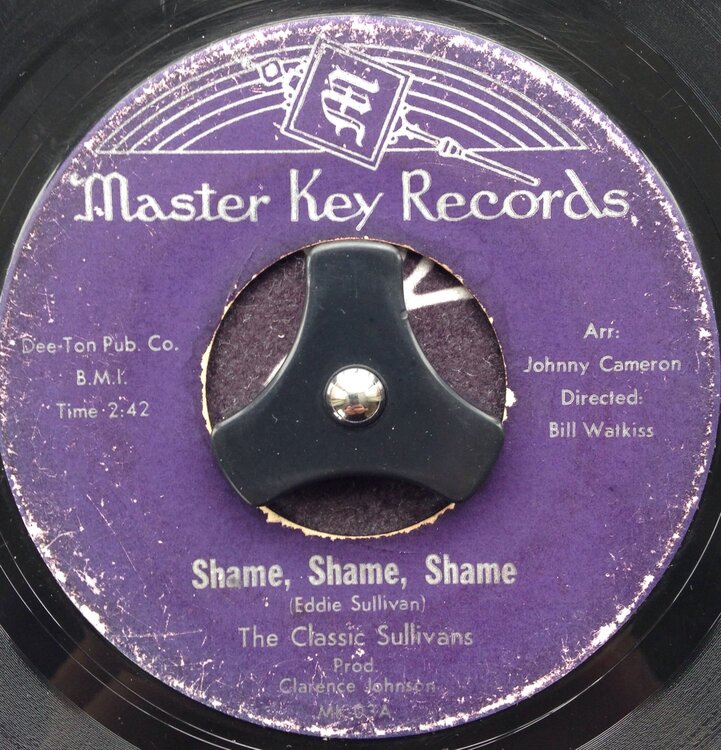 Master Key Records
Dee-Ton Pub. Co.
B.M.I.
Time 2:42
Arr:
Johnny Cameron
Directed:
Bill Watkiss
Shame, Shame, Shame
(Eddie Sullivan)
The Classic Sullivans
Prod.
Clarence Johnson